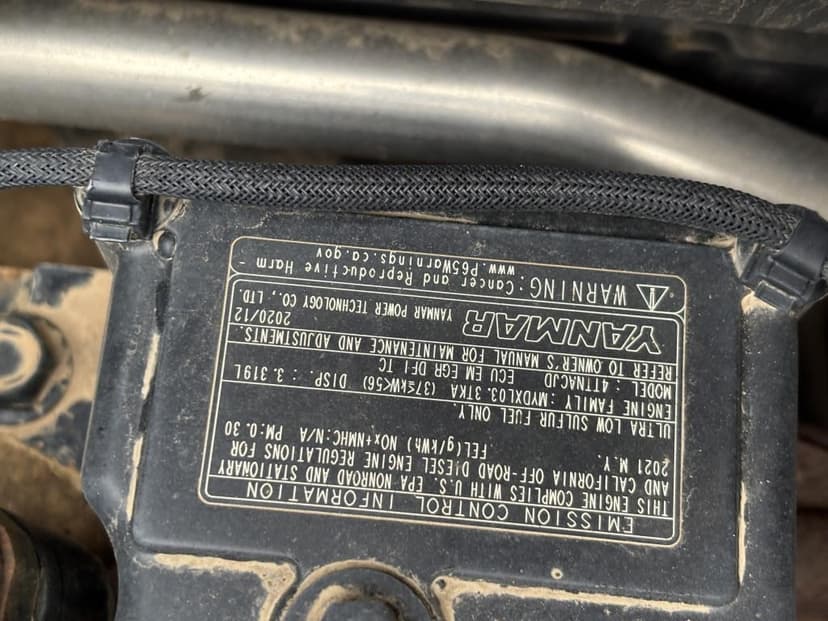 EMISSION CONTROL INFORMATION
THIS ENGINE COMPLIES WITH U.S. EPA NONROAD AND STATIONARY
AND CALIFORNIA OFF-ROAD DIESEL ENGINE REGULATIONS FOR
2021 M.Y.
FEL(g/kWh) NOx+NMHC:N/A PM:0.30
ULTRA LOW SULFUR FUEL ONLY
ENGINE FAMILY : MYDXL03.3TKA (37≤kW<56) DISP. : 3.319L
MODEL : 4TTNACJD ECU EM EGR DFI TC
REFER TO OWNER'S MANUAL FOR MAINTENANCE AND ADJUSTMENTS.
YANMAR YANMAR POWER TECHNOLOGY CO., LTD. 2020/12
WARNING: Cancer and Reproductive Harm -
www.P65Warnings.ca.gov